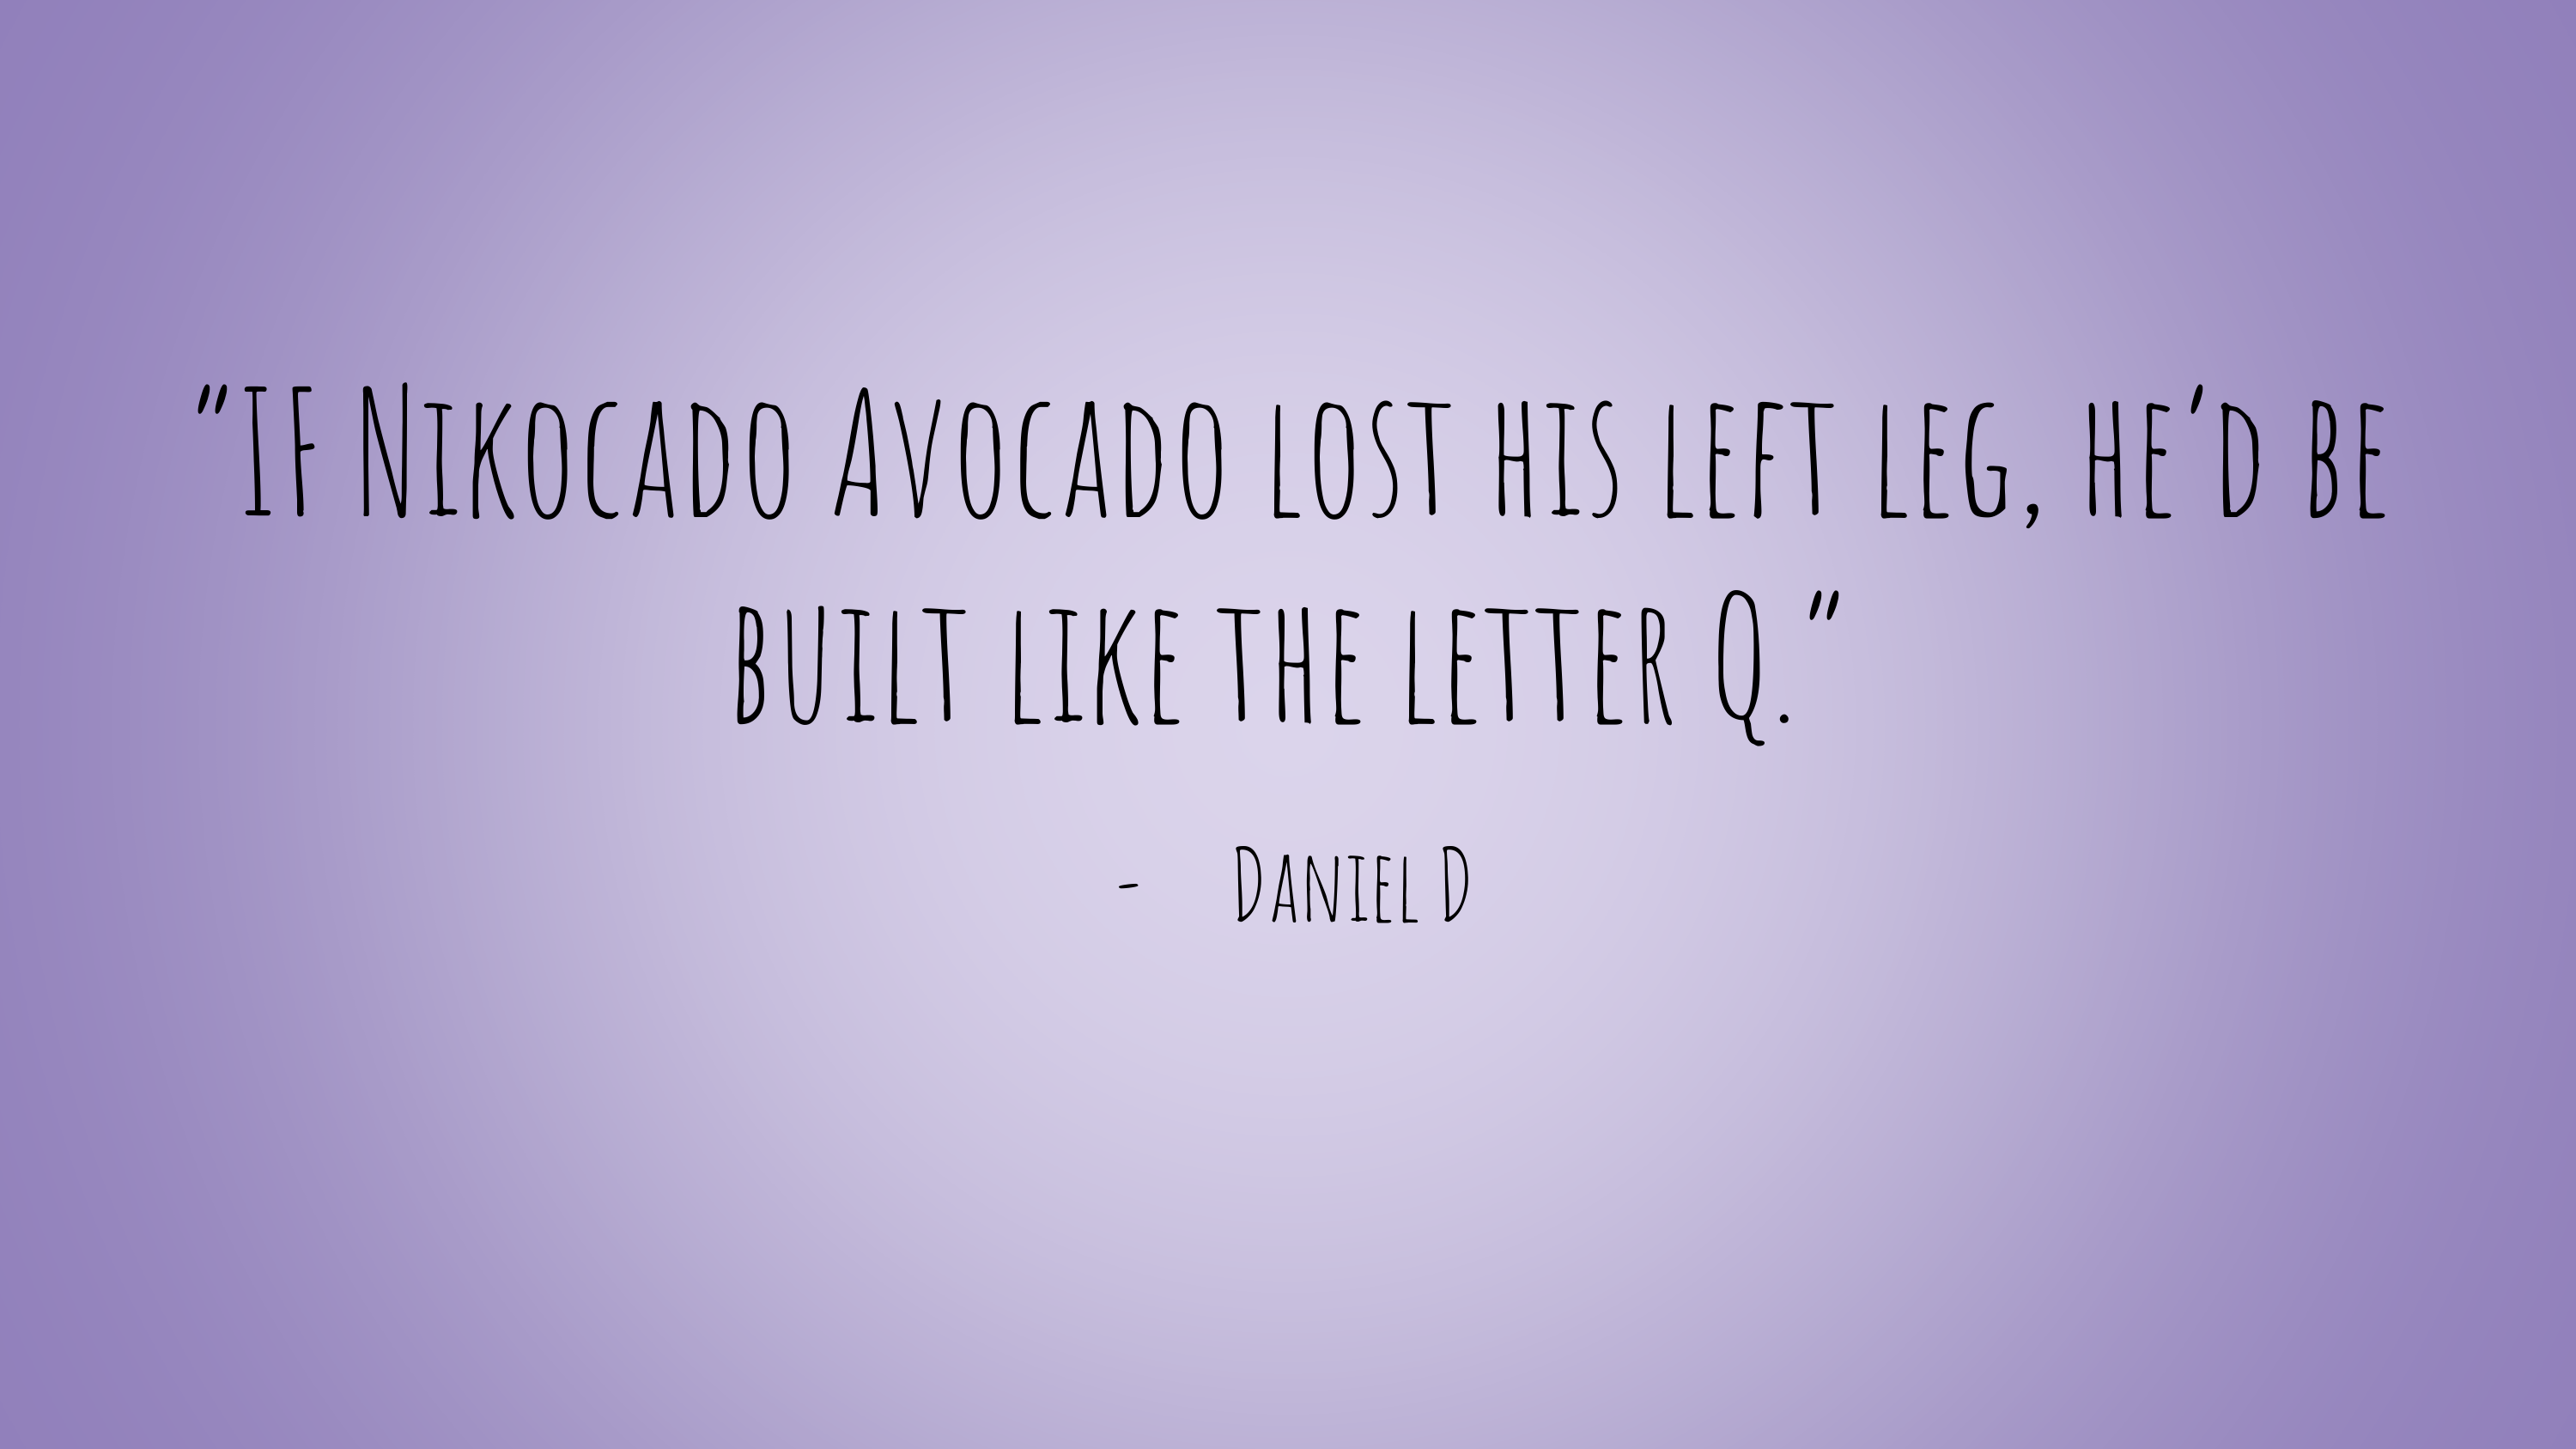 "If Nikocado Avocado lost his left leg, he'd be
built like the letter Q."
- Daniel D